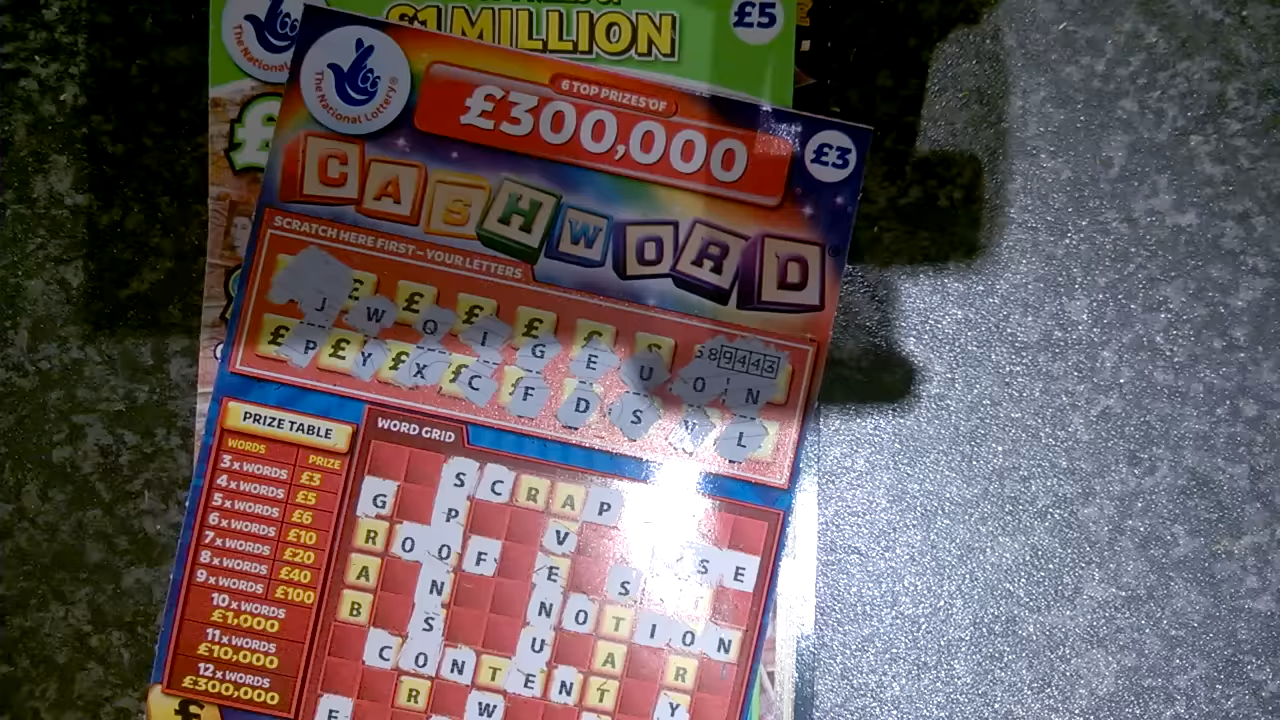 £1 MILLION
£5
The National
The National Lottery®
6 TOP PRIZES OF
£300,000
£3
CASHWORD
SCRATCH HERE FIRST – YOUR LETTERS
J W Q I G E U O N
589443
P Y X C F D S V L
PRIZE TABLE
WORDS PRIZE
3 x WORDS £3
4 x WORDS £5
5 x WORDS £6
6 x WORDS £10
7 x WORDS £20
8 x WORDS £40
9 x WORDS £100
10 x WORDS
£1,000
11 x WORDS
£10,000
12 x WORDS
£300,000
WORD GRID
S C R A P
G P V
R O O F E S E
A N S
B S N O T I O N
C O N T E N T
U A R
R W Y
E